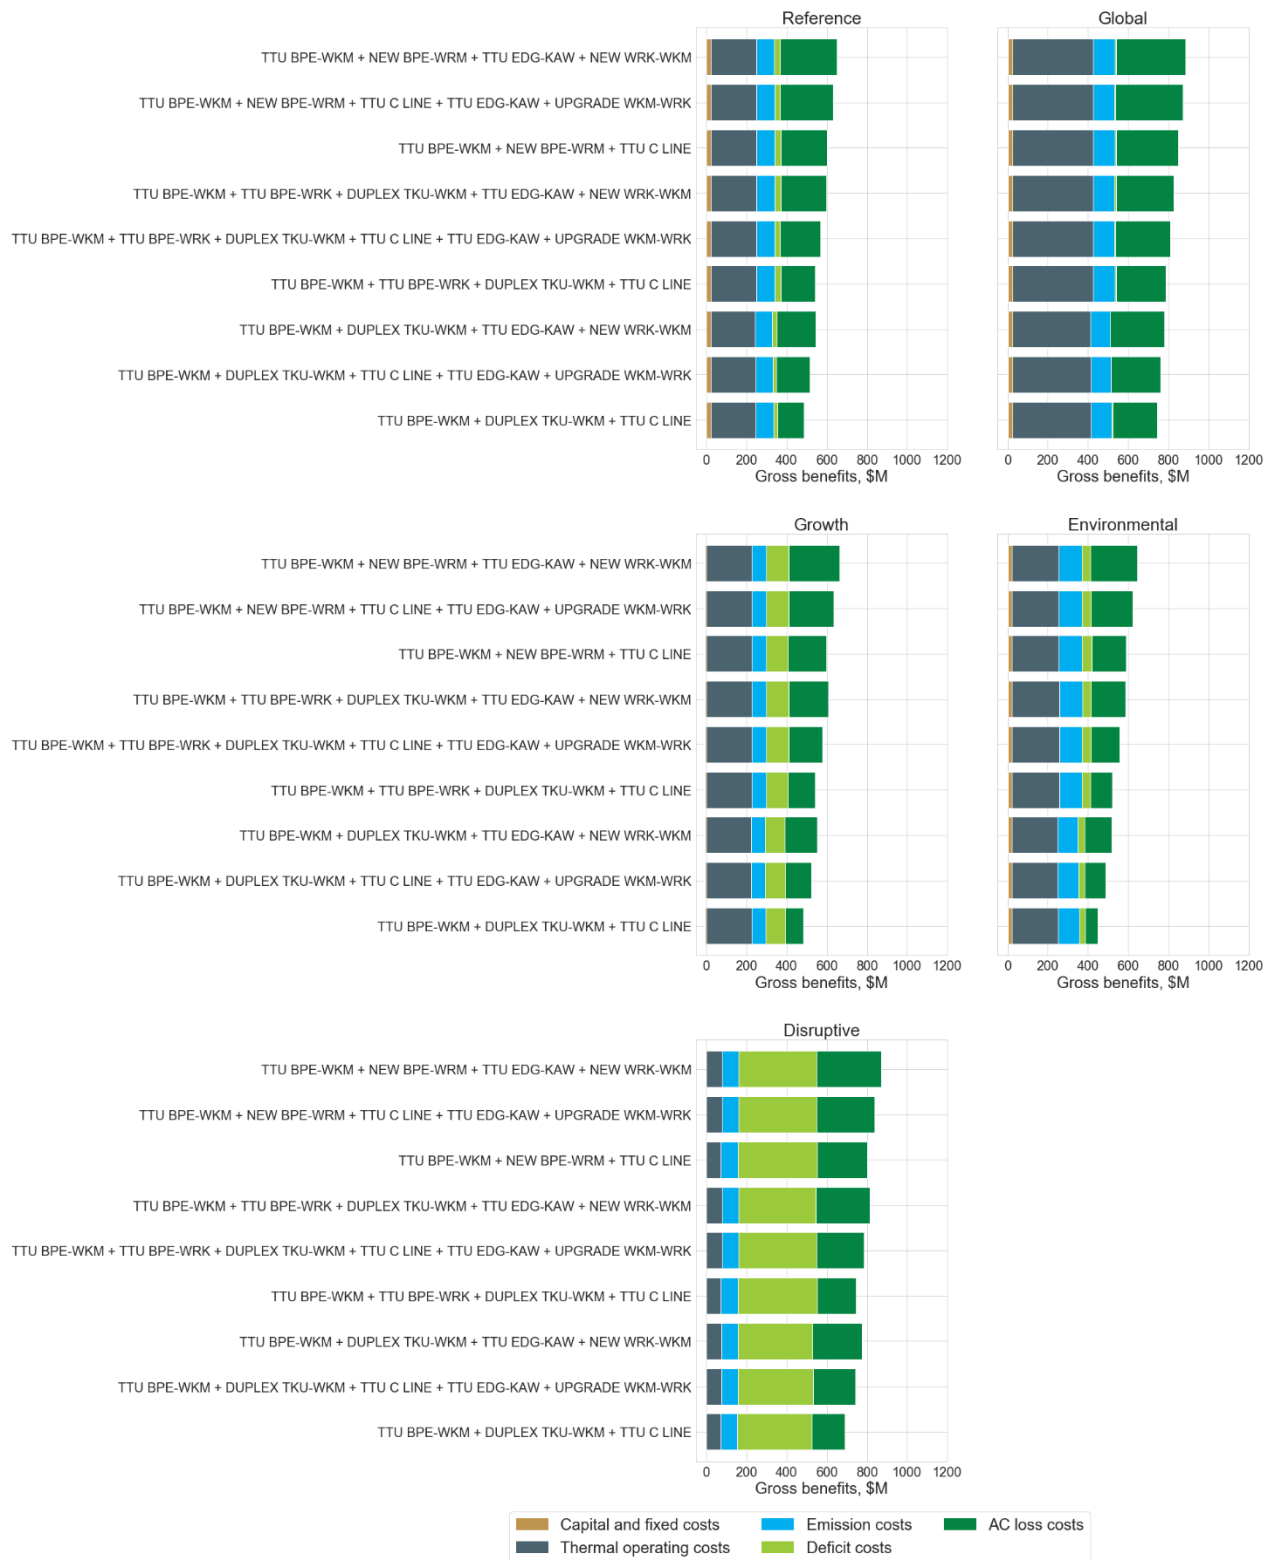 Reference
TTU BPE-WKM + NEW BPE-WRM + TTU EDG-KAW + NEW WRK-WKM
TTU BPE-WKM + NEW BPE-WRM + TTU C LINE + TTU EDG-KAW + UPGRADE WKM-WRK
TTU BPE-WKM + NEW BPE-WRM + TTU C LINE
TTU BPE-WKM + TTU BPE-WRK + DUPLEX TKU-WKM + TTU EDG-KAW + NEW WRK-WKM
TTU BPE-WKM + TTU BPE-WRK + DUPLEX TKU-WKM + TTU C LINE + TTU EDG-KAW + UPGRADE WKM-WRK
TTU BPE-WKM + TTU BPE-WRK + DUPLEX TKU-WKM + TTU C LINE
TTU BPE-WKM + DUPLEX TKU-WKM + TTU EDG-KAW + NEW WRK-WKM
TTU BPE-WKM + DUPLEX TKU-WKM + TTU C LINE + TTU EDG-KAW + UPGRADE WKM-WRK
TTU BPE-WKM + DUPLEX TKU-WKM + TTU C LINE
0 200 400 600 800 1000 1200
Gross benefits, $M
Global
0 200 400 600 800 1000 1200
Gross benefits, $M
Growth
TTU BPE-WKM + NEW BPE-WRM + TTU EDG-KAW + NEW WRK-WKM
TTU BPE-WKM + NEW BPE-WRM + TTU C LINE + TTU EDG-KAW + UPGRADE WKM-WRK
TTU BPE-WKM + NEW BPE-WRM + TTU C LINE
TTU BPE-WKM + TTU BPE-WRK + DUPLEX TKU-WKM + TTU EDG-KAW + NEW WRK-WKM
TTU BPE-WKM + TTU BPE-WRK + DUPLEX TKU-WKM + TTU C LINE + TTU EDG-KAW + UPGRADE WKM-WRK
TTU BPE-WKM + TTU BPE-WRK + DUPLEX TKU-WKM + TTU C LINE
TTU BPE-WKM + DUPLEX TKU-WKM + TTU EDG-KAW + NEW WRK-WKM
TTU BPE-WKM + DUPLEX TKU-WKM + TTU C LINE + TTU EDG-KAW + UPGRADE WKM-WRK
TTU BPE-WKM + DUPLEX TKU-WKM + TTU C LINE
0 200 400 600 800 1000 1200
Gross benefits, $M
Environmental
0 200 400 600 800 1000 1200
Gross benefits, $M
Disruptive
TTU BPE-WKM + NEW BPE-WRM + TTU EDG-KAW + NEW WRK-WKM
TTU BPE-WKM + NEW BPE-WRM + TTU C LINE + TTU EDG-KAW + UPGRADE WKM-WRK
TTU BPE-WKM + NEW BPE-WRM + TTU C LINE
TTU BPE-WKM + TTU BPE-WRK + DUPLEX TKU-WKM + TTU EDG-KAW + NEW WRK-WKM
TTU BPE-WKM + TTU BPE-WRK + DUPLEX TKU-WKM + TTU C LINE + TTU EDG-KAW + UPGRADE WKM-WRK
TTU BPE-WKM + TTU BPE-WRK + DUPLEX TKU-WKM + TTU C LINE
TTU BPE-WKM + DUPLEX TKU-WKM + TTU EDG-KAW + NEW WRK-WKM
TTU BPE-WKM + DUPLEX TKU-WKM + TTU C LINE + TTU EDG-KAW + UPGRADE WKM-WRK
TTU BPE-WKM + DUPLEX TKU-WKM + TTU C LINE
0 200 400 600 800 1000 1200
Gross benefits, $M
Capital and fixed costs
Thermal operating costs
Emission costs
Deficit costs
AC loss costs